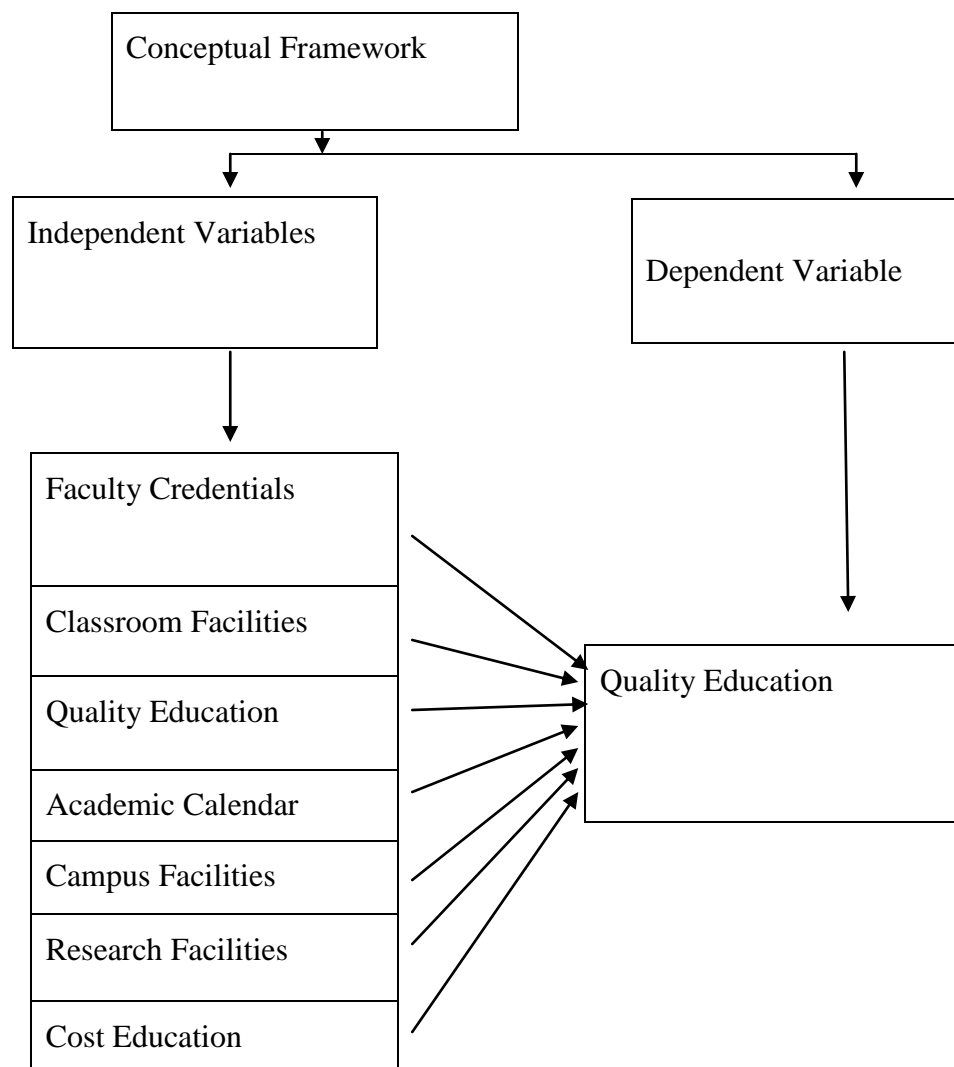 Conceptual Framework
Independent Variables
Dependent Variable
Faculty Credentials
Classroom Facilities
Quality Education
Academic Calendar
Campus Facilities
Research Facilities
Cost Education
Quality Education